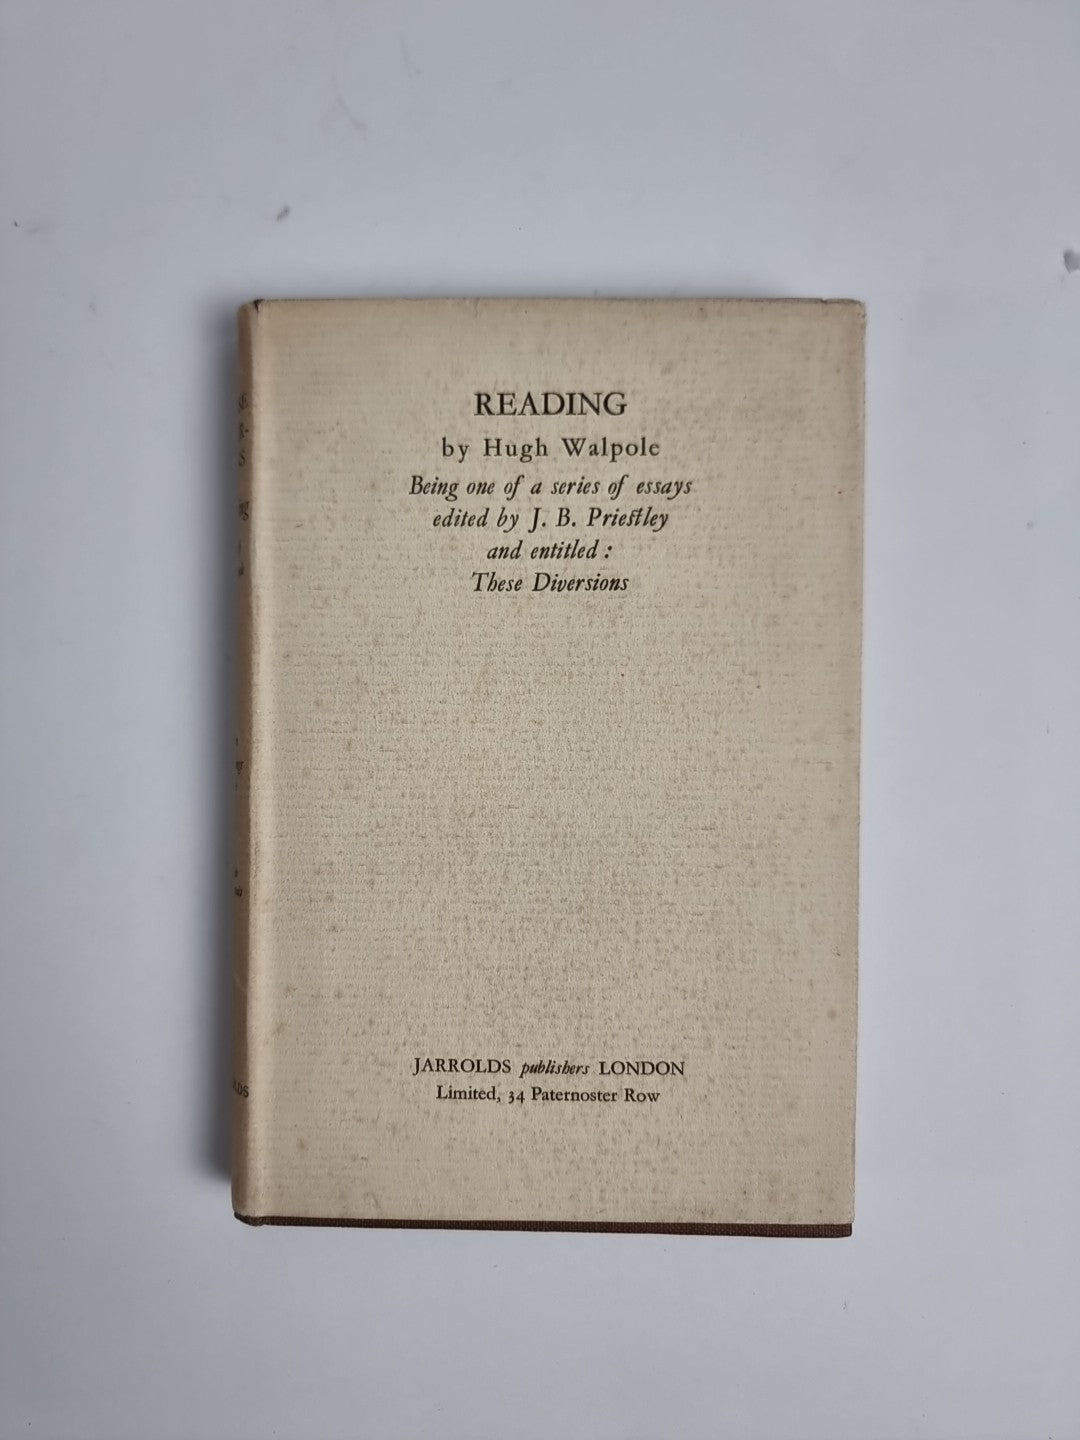 READING
by Hugh Walpole
Being one of a series of essays
edited by J. B. Priestley
and entitled :
These Diversions
JARROLDS publishers LONDON
Limited, 34 Paternoster Row